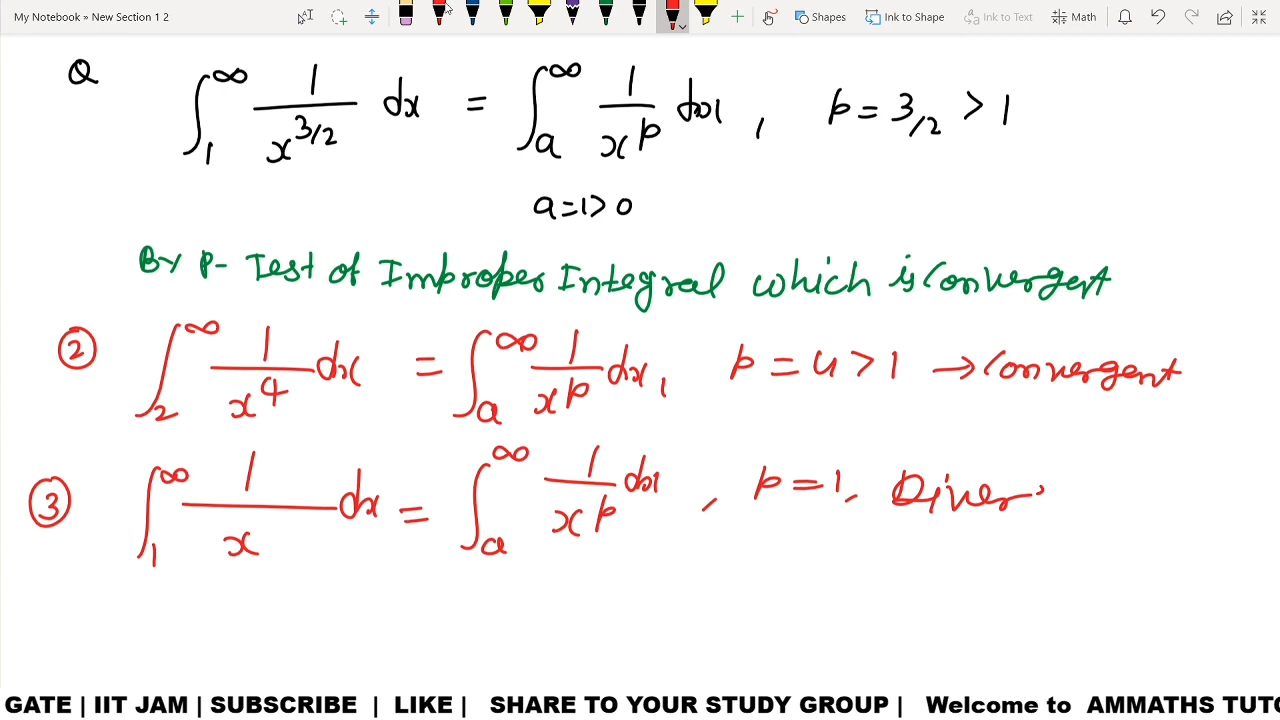 My Notebook » New Section 1 2
Shapes Ink to Shape Ink to Text Math
Q ∫₁^∞ 1/x^{3/2} dx = ∫ₐ^∞ 1/x^p dx, p = 3/2 > 1
a=1>0
By P- Test of Improper Integral which is Convergent
② ∫₂^∞ 1/x^4 dx = ∫ₐ^∞ 1/x^p dx, p = 4 > 1 → Convergent
③ ∫₁^∞ 1/x dx = ∫ₐ^∞ 1/x^p dx, p=1, Diver
GATE | IIT JAM | SUBSCRIBE | LIKE | SHARE TO YOUR STUDY GROUP | Welcome to AMMATHS TUTO